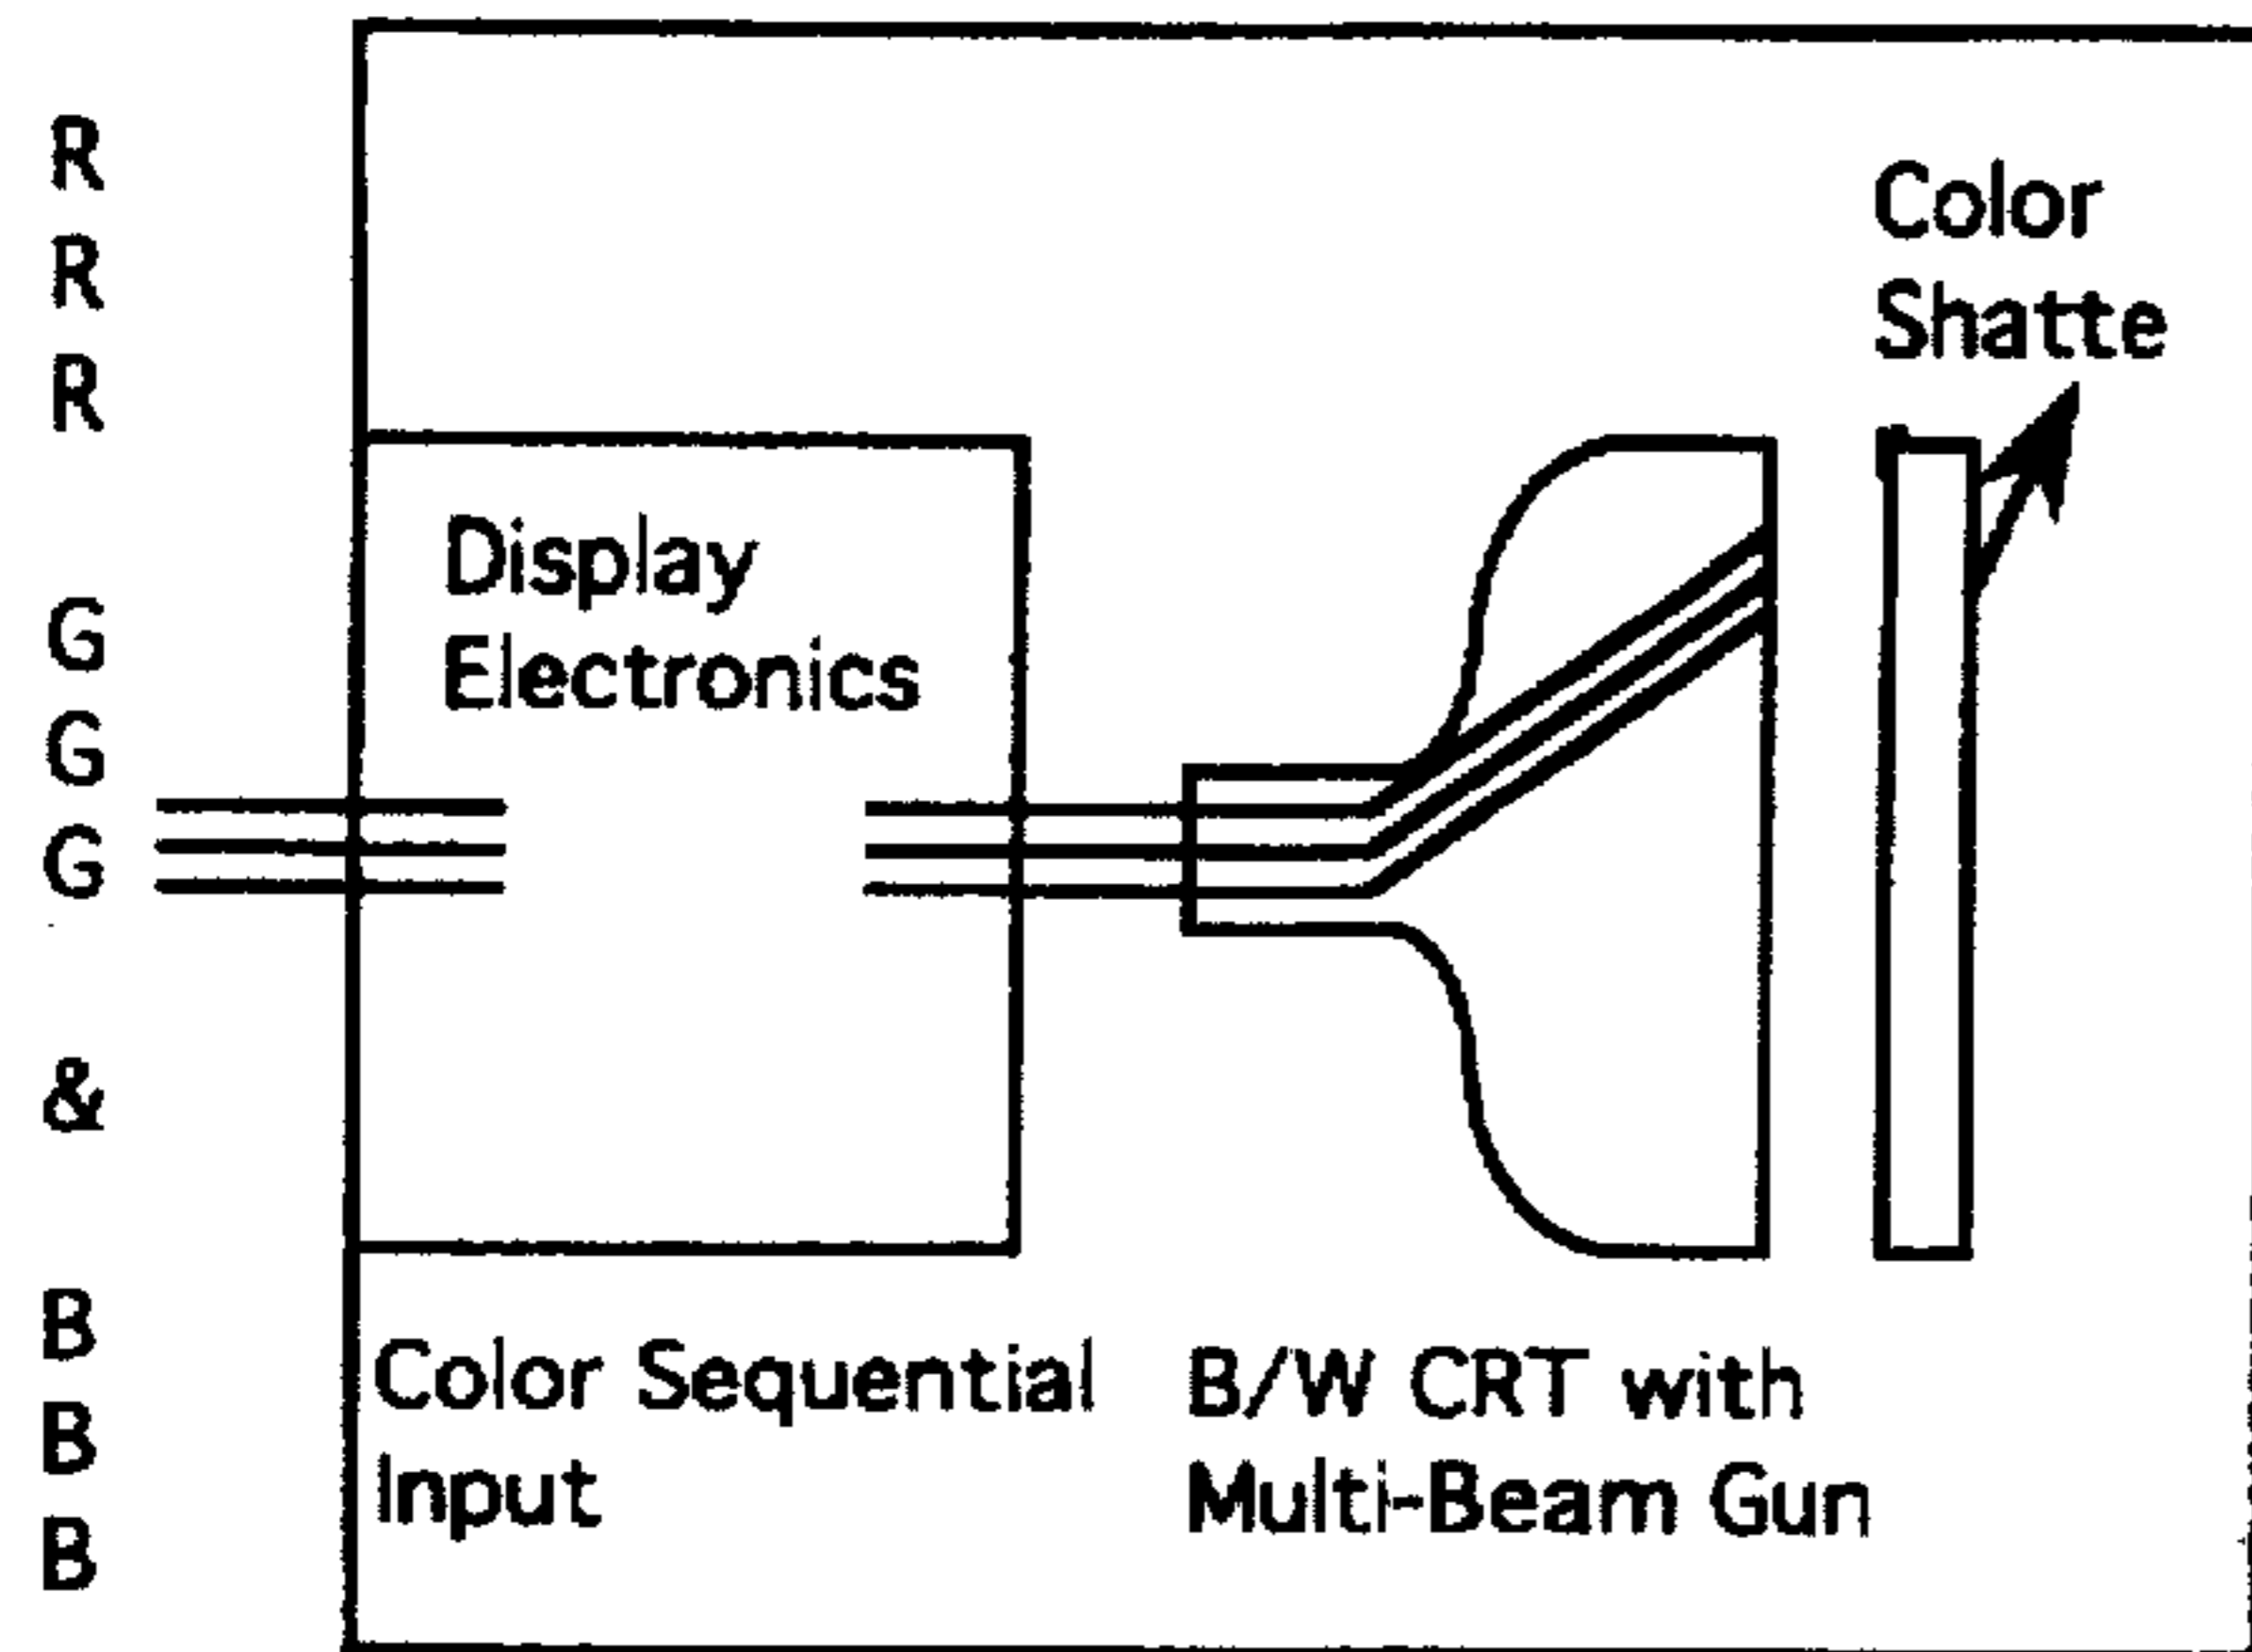 R
R
R
G
G
G
&
B
B
B
Color
Shatte
Display
Electronics
Color Sequential
Input
B/W CRT with
Multi-Beam Gun